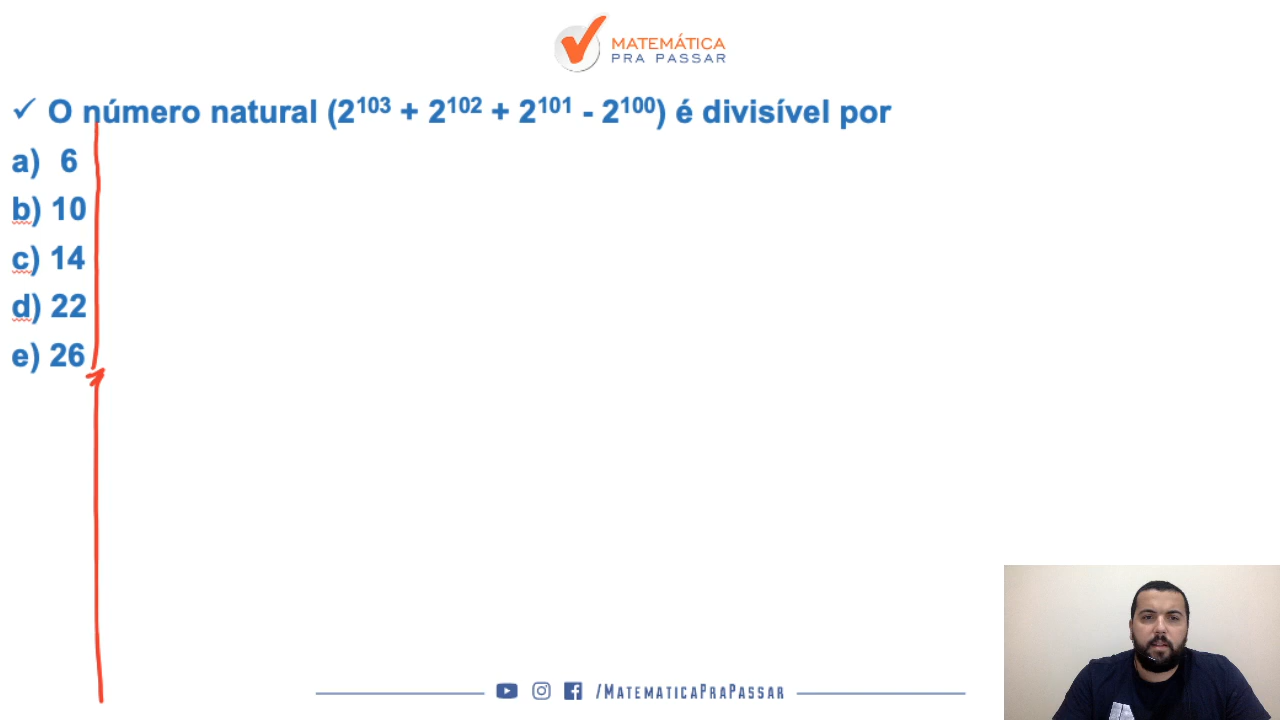 MATEMÁTICA
PRA PASSAR
✓ O número natural (2¹⁰³ + 2¹⁰² + 2¹⁰¹ - 2¹⁰⁰) é divisível por
a) 6
b) 10
c) 14
d) 22
e) 26
/MATEMATICAPRAPASSAR